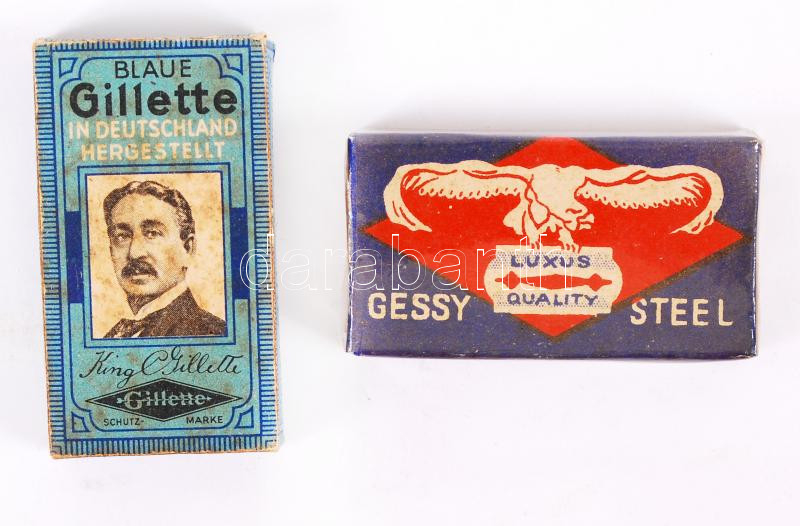 BLAUE
Gillette
IN DEUTSCHLAND
HERGESTELLT
King C Gillette
Gillette
SCHUTZ- MARKE
LUXUS
QUALITY
GESSY STEEL
darabanth